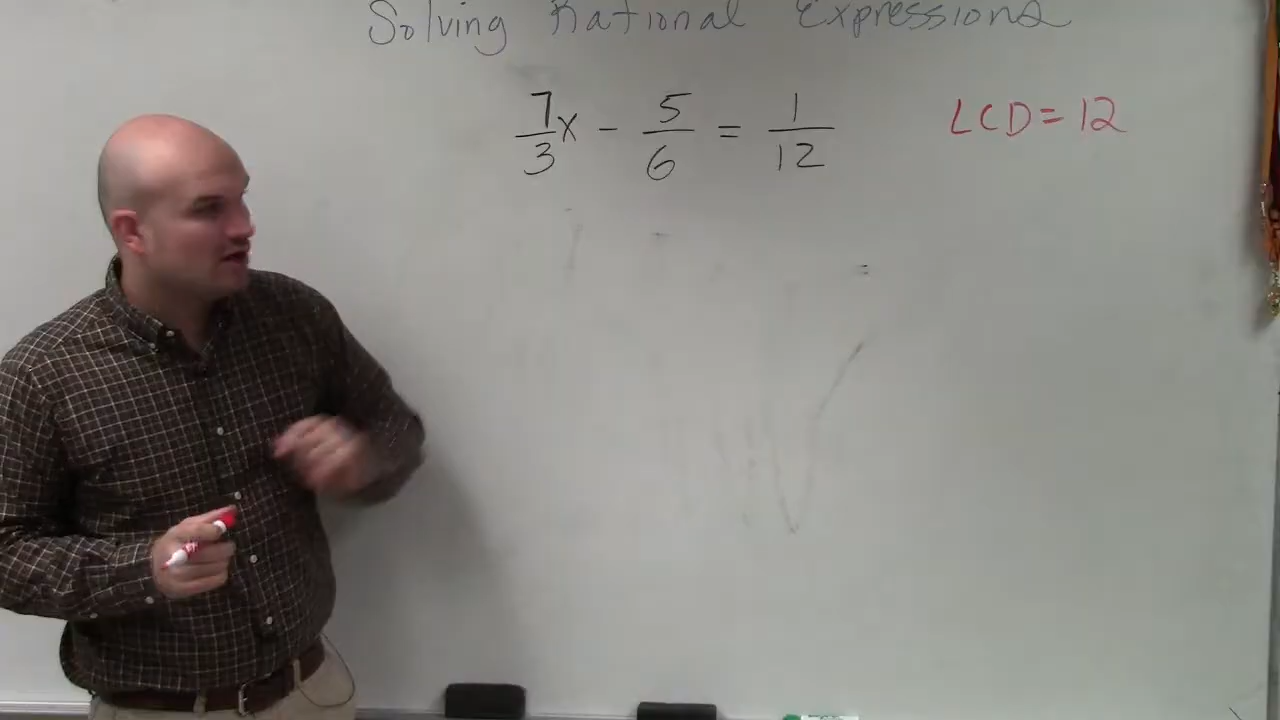 Solving Rational Expressions
7/3 x - 5/6 = 1/12
LCD = 12